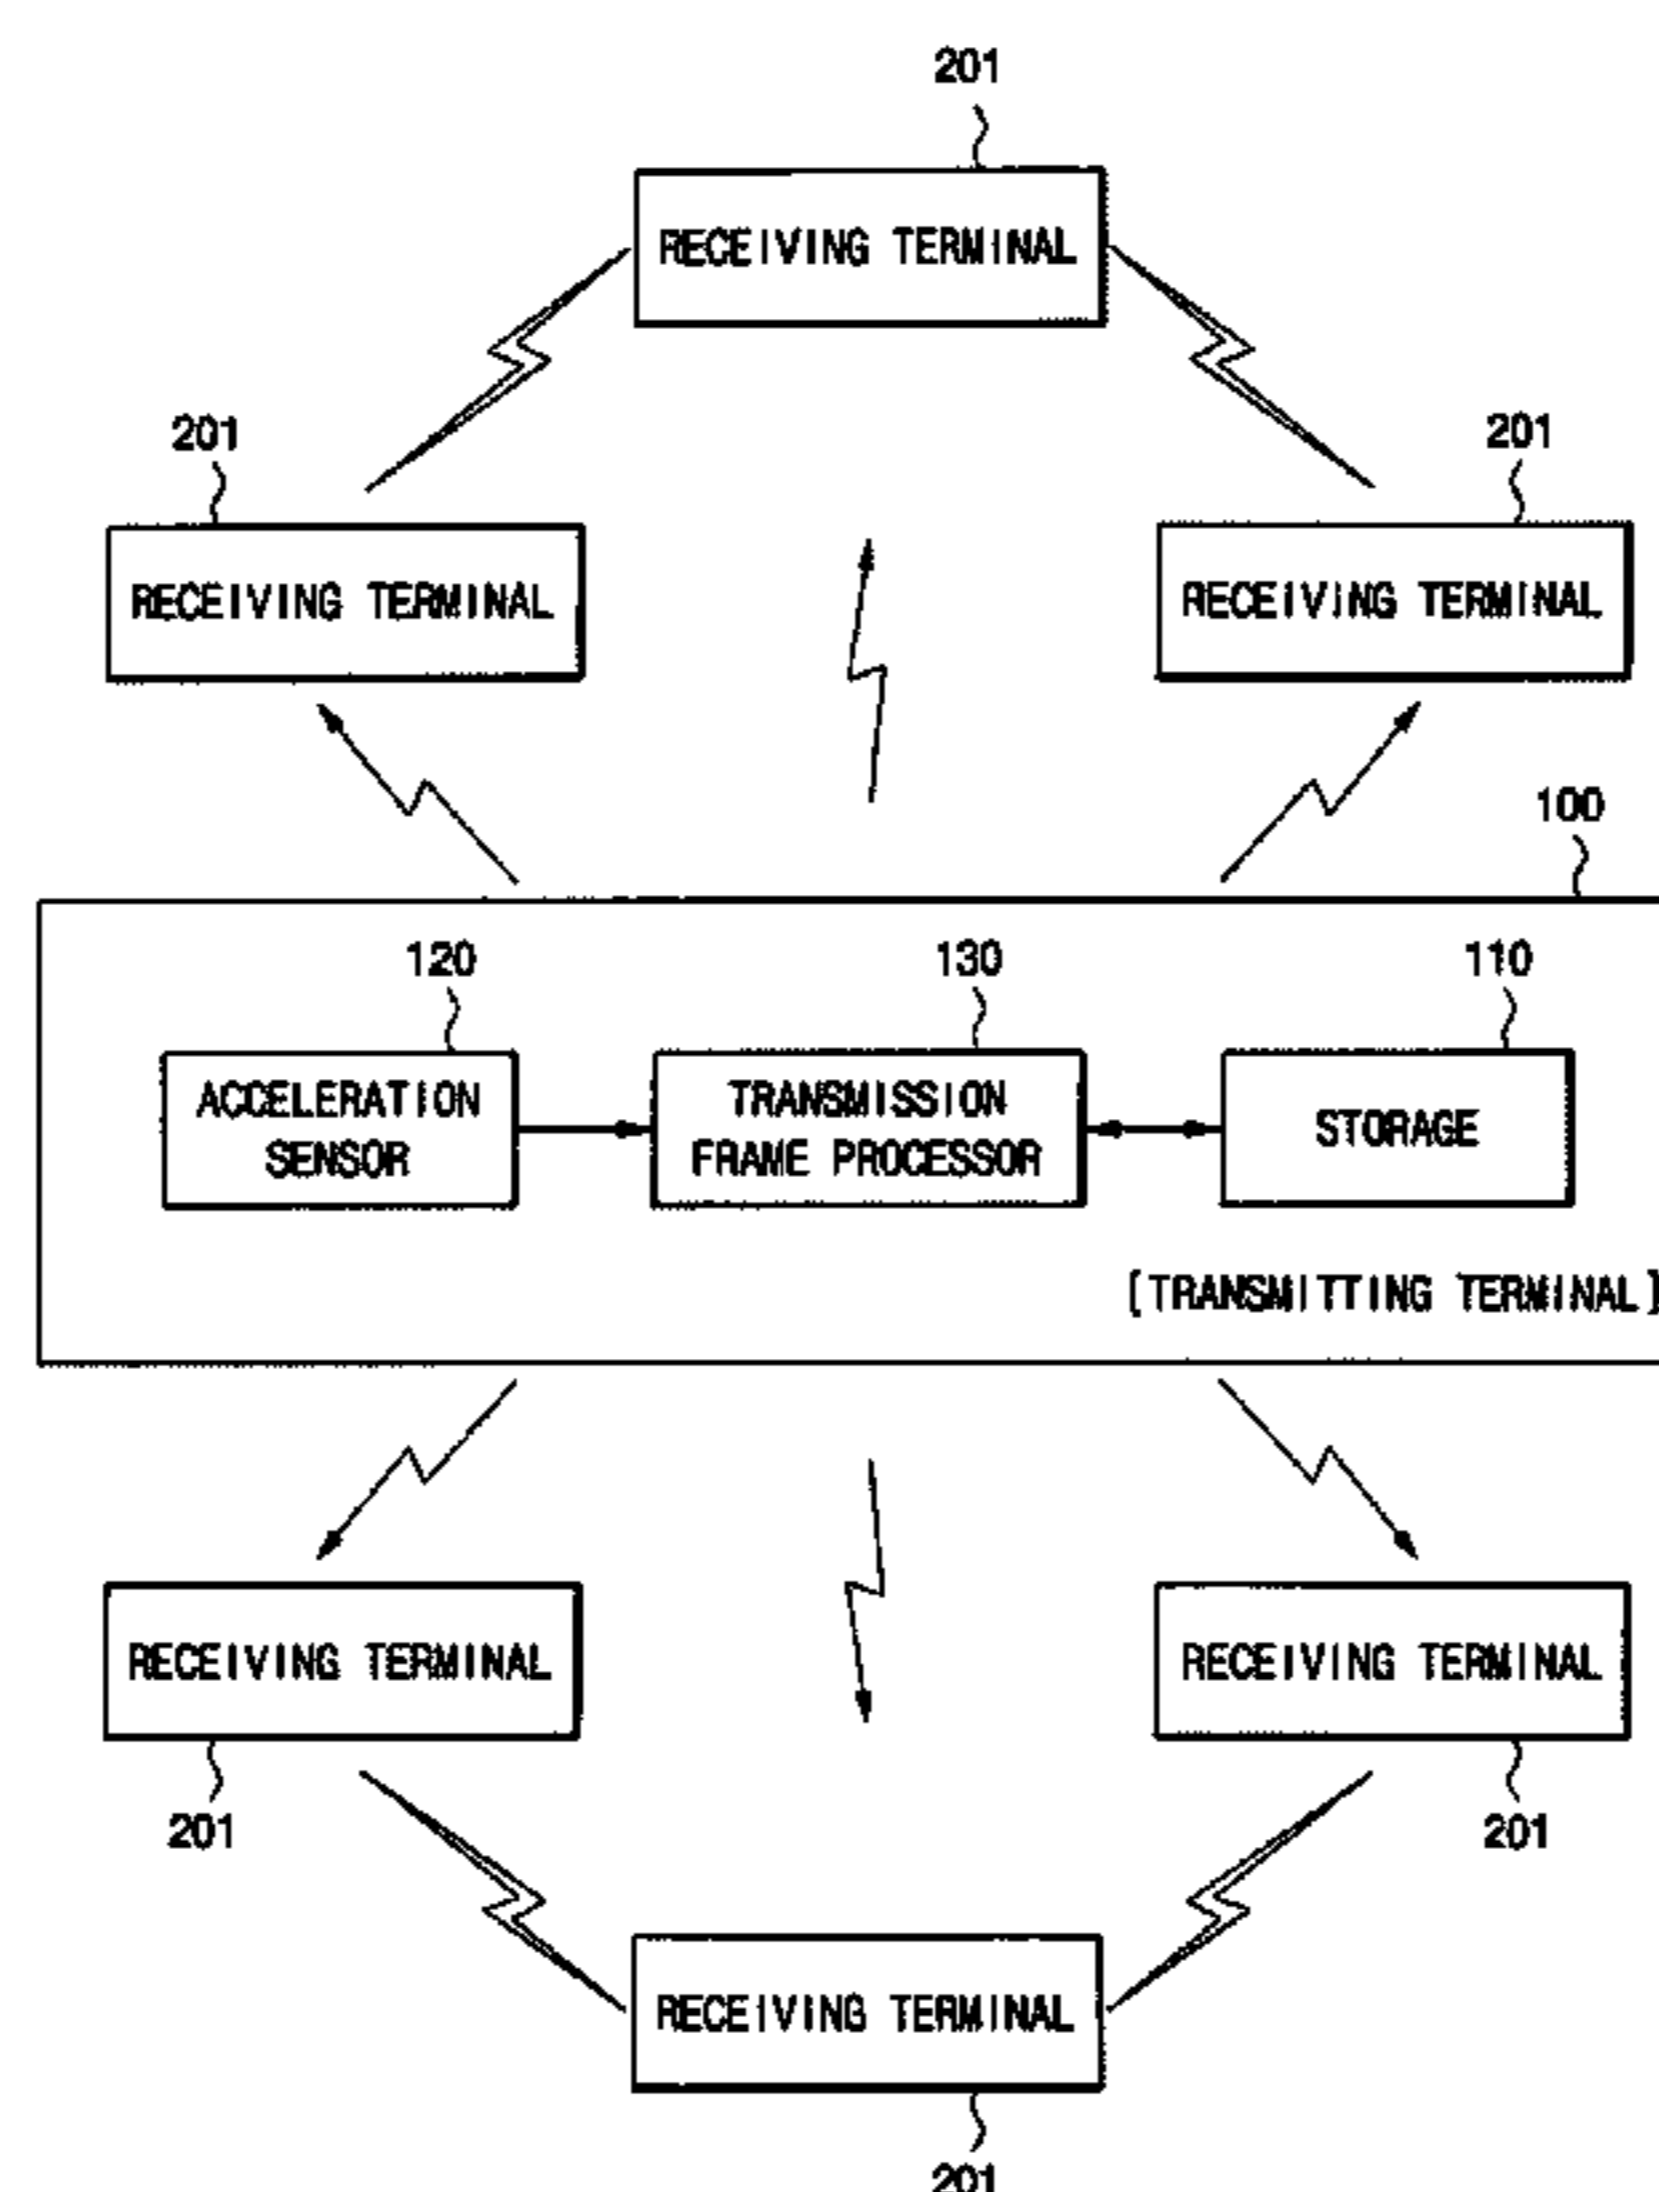 201
RECEIVING TERMINAL
201
201
RECEIVING TERMINAL
RECEIVING TERMINAL
100
120
130
110
ACCELERATION
SENSOR
TRANSMISSION
FRAME PROCESSOR
STORAGE
[TRANSMITTING TERMINAL]
RECEIVING TERMINAL
RECEIVING TERMINAL
201
201
RECEIVING TERMINAL
201